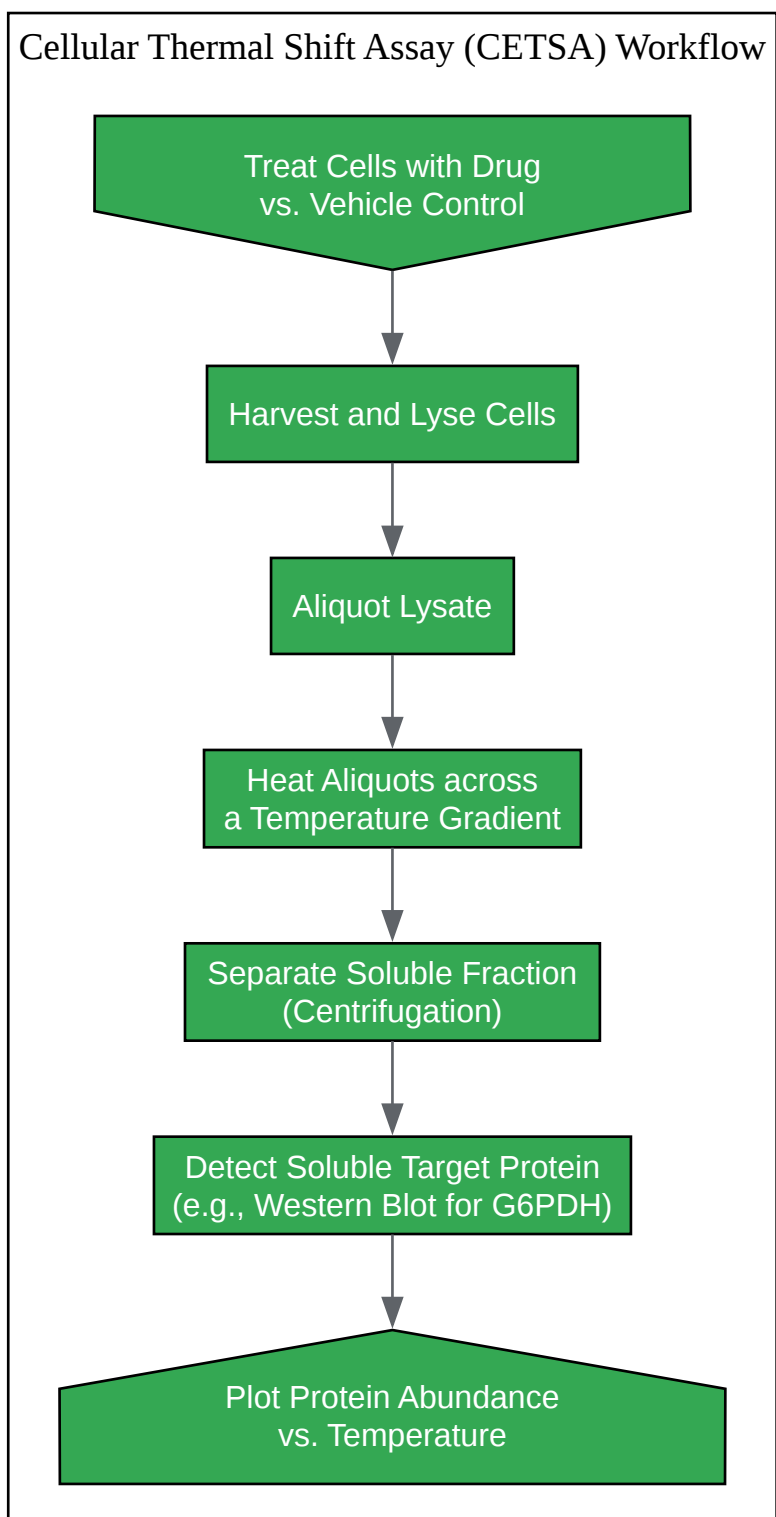 Cellular Thermal Shift Assay (CETSA) Workflow
Treat Cells with Drug
vs. Vehicle Control
Harvest and Lyse Cells
Aliquot Lysate
Heat Aliquots across
a Temperature Gradient
Separate Soluble Fraction
(Centrifugation)
Detect Soluble Target Protein
(e.g., Western Blot for G6PDH)
Plot Protein Abundance
vs. Temperature